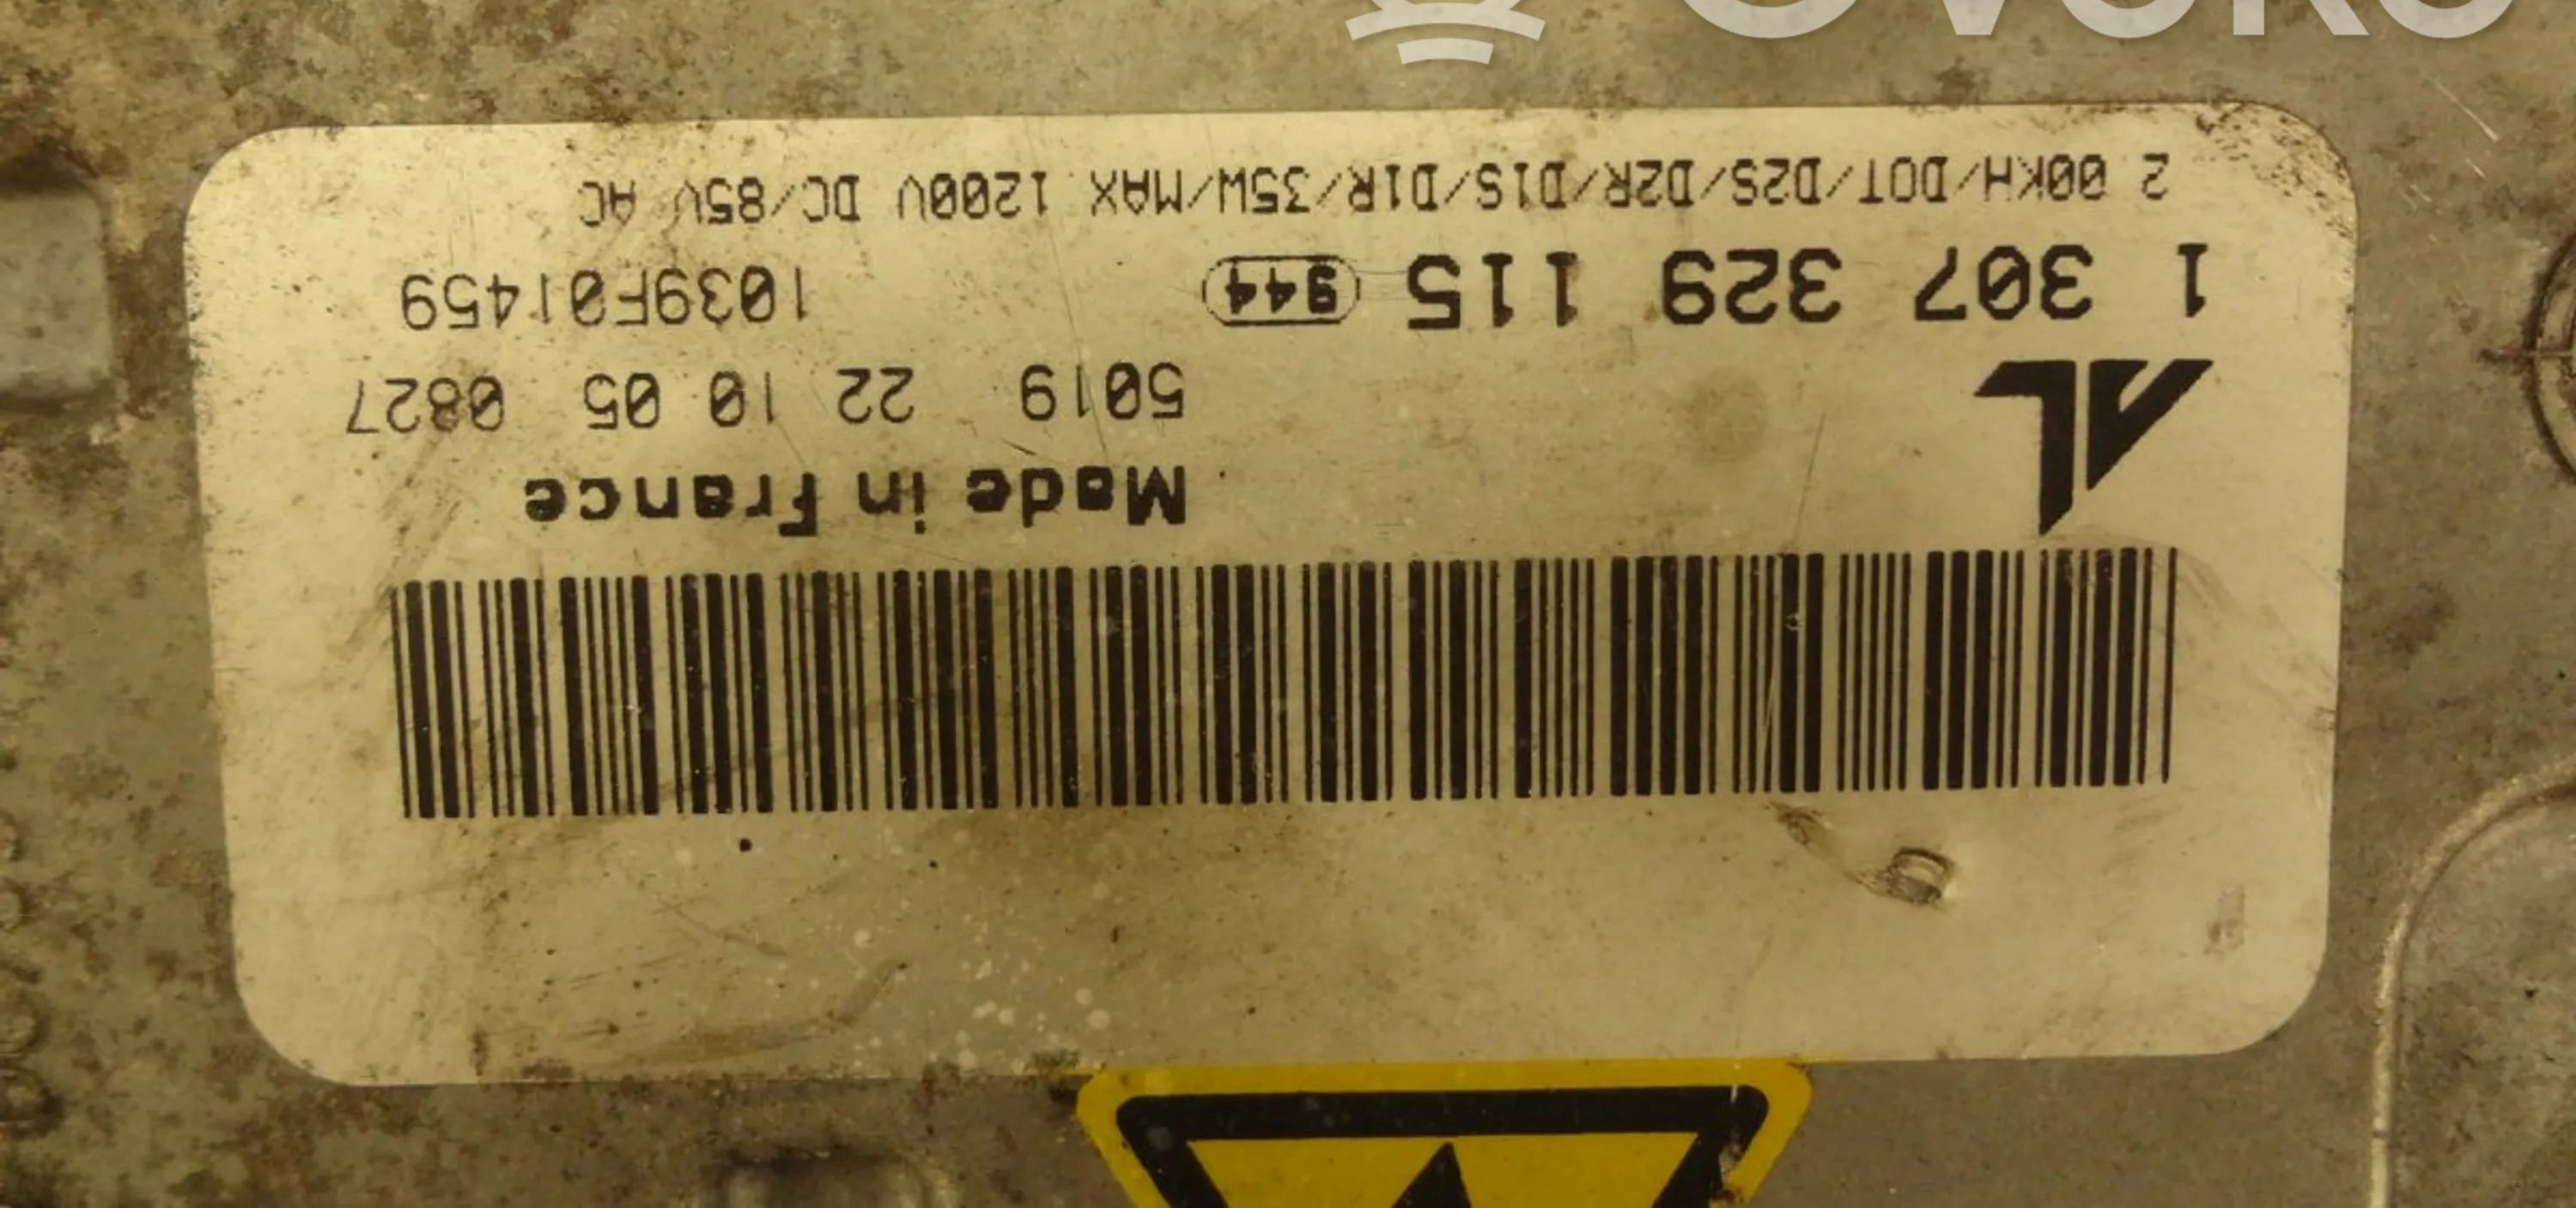 Made in France
AL 5019 22 10 05 0827
1 307 329 115 944 1039F01459
2 00KH/DOT/D2S/D2R/D1S/D1R/35W/MAX 1200V DC/85V AC